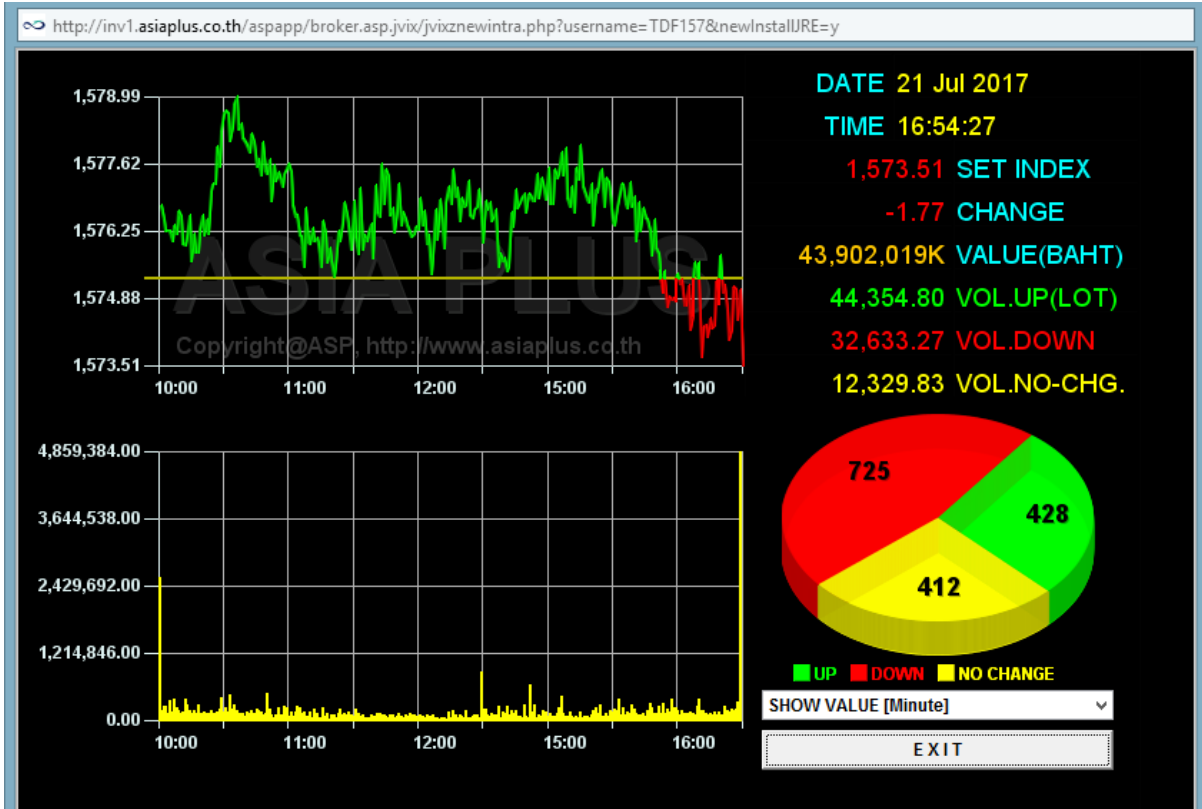 http://inv1.asiaplus.co.th/aspapp/broker.asp.jvix/jvixznewintra.php?username=TDF157&newInstallJRE=y
1,578.99
1,577.62
1,576.25
1,574.88
1,573.51
ASIA PLUS
Copyright@ASP, http://www.asiaplus.co.th
10:00 11:00 12:00 15:00 16:00
4,859,384.00
3,644,538.00
2,429,692.00
1,214,846.00
0.00
10:00 11:00 12:00 15:00 16:00
DATE 21 Jul 2017
TIME 16:54:27
1,573.51 SET INDEX
-1.77 CHANGE
43,902,019K VALUE(BAHT)
44,354.80 VOL.UP(LOT)
32,633.27 VOL.DOWN
12,329.83 VOL.NO-CHG.
725
428
412
UP DOWN NO CHANGE
SHOW VALUE [Minute]
EXIT